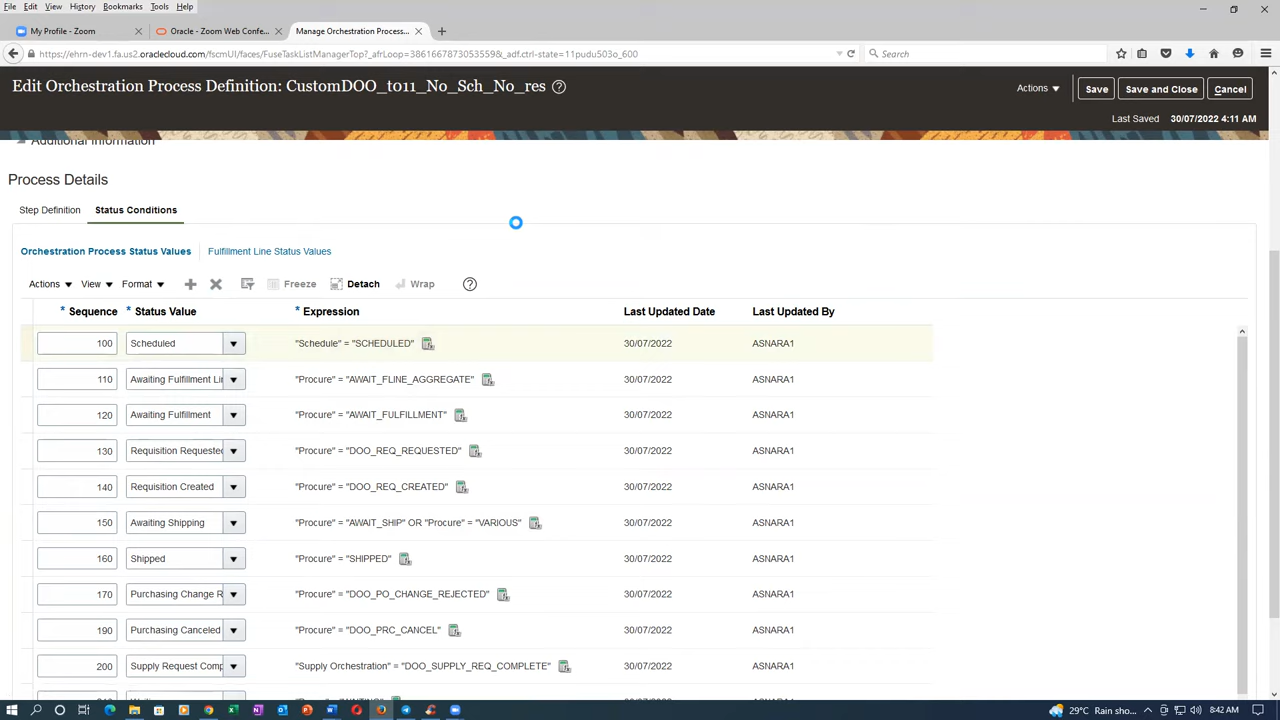 File Edit View History Bookmarks Tools Help
My Profile - Zoom
Oracle - Zoom Web Confe...
Manage Orchestration Process...
https://ehrn-dev1.fa.us2.oraclecloud.com/fscmUI/faces/FuseTaskListManagerTop?_afrLoop=38616678730553559&_adf.ctrl-state=11pudu503o_600
Search
Edit Orchestration Process Definition: CustomDOO_t011_No_Sch_No_res
Actions Save Save and Close Cancel
Last Saved 30/07/2022 4:11 AM
Additional Information
Process Details
Step Definition Status Conditions
Orchestration Process Status Values Fulfillment Line Status Values
Actions View Format Freeze Detach Wrap
* Sequence * Status Value * Expression Last Updated Date Last Updated By
100 Scheduled "Schedule" = "SCHEDULED" 30/07/2022 ASNARA1
110 Awaiting Fulfillment Lir "Procure" = "AWAIT_FLINE_AGGREGATE" 30/07/2022 ASNARA1
120 Awaiting Fulfillment "Procure" = "AWAIT_FULFILLMENT" 30/07/2022 ASNARA1
130 Requisition Requested "Procure" = "DOO_REQ_REQUESTED" 30/07/2022 ASNARA1
140 Requisition Created "Procure" = "DOO_REQ_CREATED" 30/07/2022 ASNARA1
150 Awaiting Shipping "Procure" = "AWAIT_SHIP" OR "Procure" = "VARIOUS" 30/07/2022 ASNARA1
160 Shipped "Procure" = "SHIPPED" 30/07/2022 ASNARA1
170 Purchasing Change R "Procure" = "DOO_PO_CHANGE_REJECTED" 30/07/2022 ASNARA1
190 Purchasing Canceled "Procure" = "DOO_PRC_CANCEL" 30/07/2022 ASNARA1
200 Supply Request Comp "Supply Orchestration" = "DOO_SUPPLY_REQ_COMPLETE" 30/07/2022 ASNARA1
29°C Rain sho... 8:42 AM